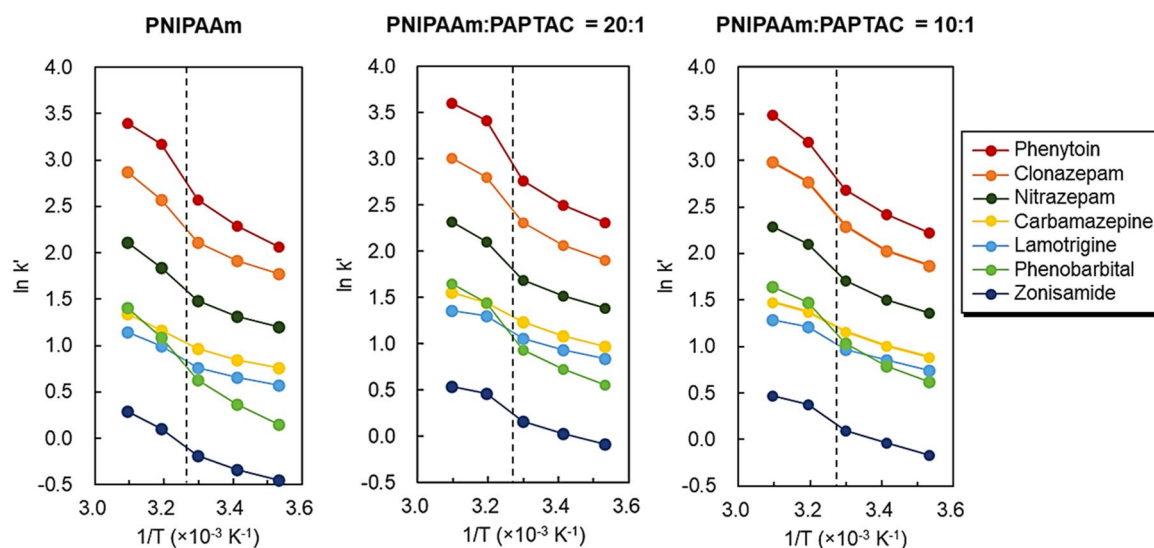 PNIPAAm
PNIPAAm:PAPTAC = 20:1
PNIPAAm:PAPTAC = 10:1
ln k'
4.0
3.5
3.0
2.5
2.0
1.5
1.0
0.5
0.0
-0.5
3.0
3.2
3.4
3.6
1/T (×10⁻³ K⁻¹)
ln k'
4.0
3.5
3.0
2.5
2.0
1.5
1.0
0.5
0.0
-0.5
3.0
3.2
3.4
3.6
1/T (×10⁻³ K⁻¹)
ln k'
4.0
3.5
3.0
2.5
2.0
1.5
1.0
0.5
0.0
-0.5
3.0
3.2
3.4
3.6
1/T (×10⁻³ K⁻¹)
Phenytoin
Clonazepam
Nitrazepam
Carbamazepine
Lamotrigine
Phenobarbital
Zonisamide